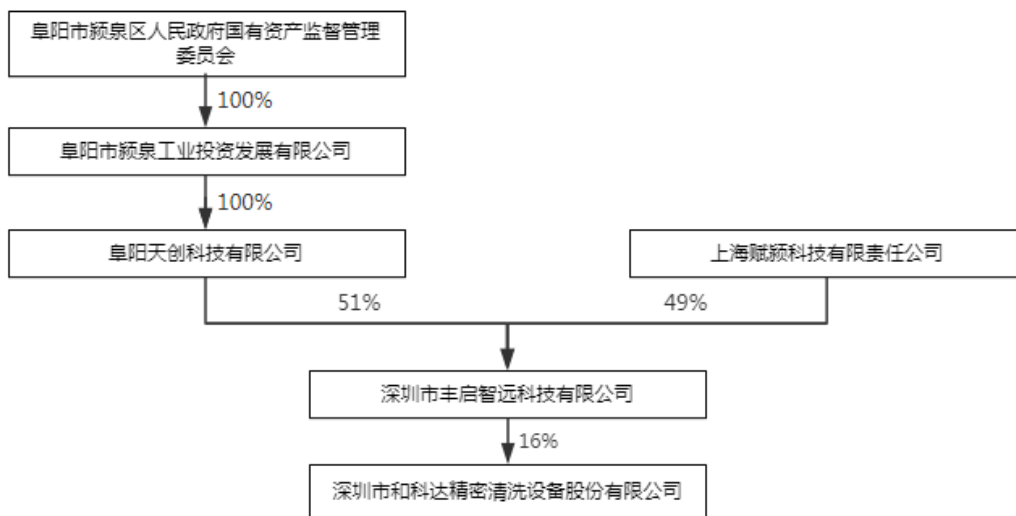 阜阳市颍泉区人民政府国有资产监督管理
委员会
100%
阜阳市颍泉工业投资发展有限公司
100%
阜阳天创科技有限公司
上海赋颍科技有限责任公司
51%
49%
深圳市丰启智远科技有限公司
16%
深圳市和科达精密清洗设备股份有限公司